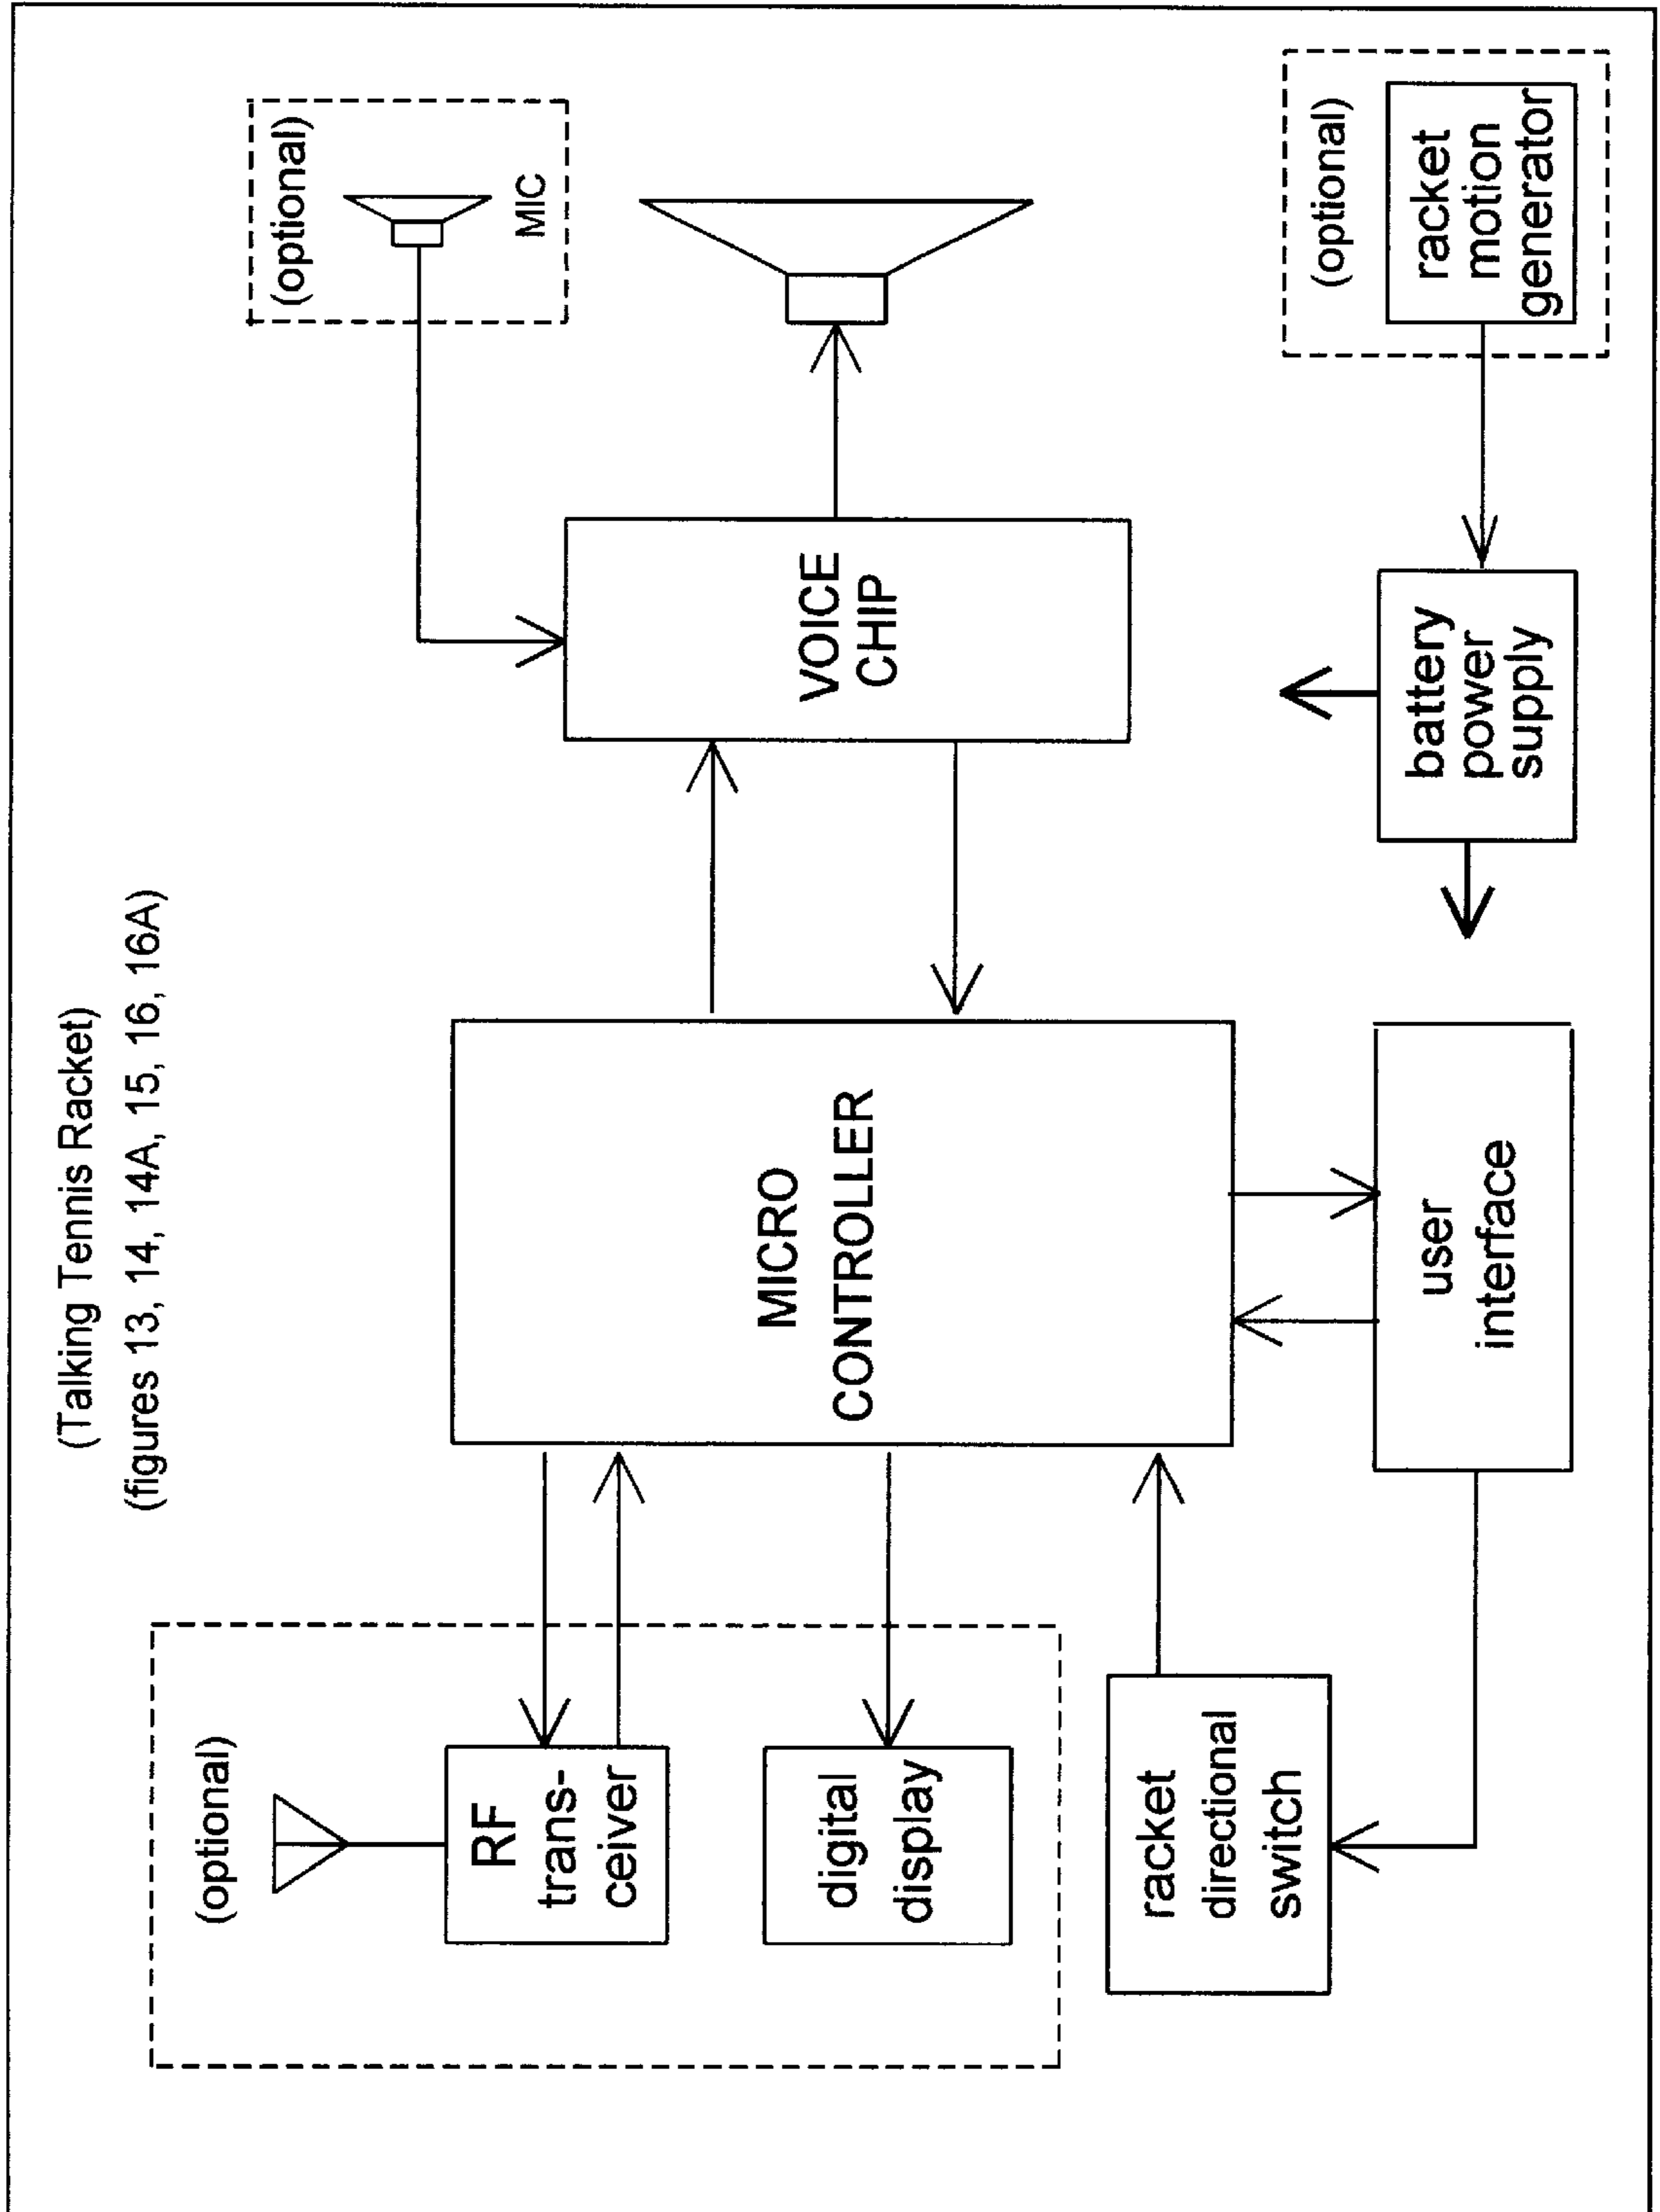 (Talking Tennis Racket)
(figures 13, 14, 14A, 15, 16, 16A)
(optional)
RF
trans-
ceiver
digital
display
racket
directional
switch
MICRO
CONTROLLER
user
interface
VOICE
CHIP
battery
power
supply
(optional)
MIC
(optional)
racket
motion
generator